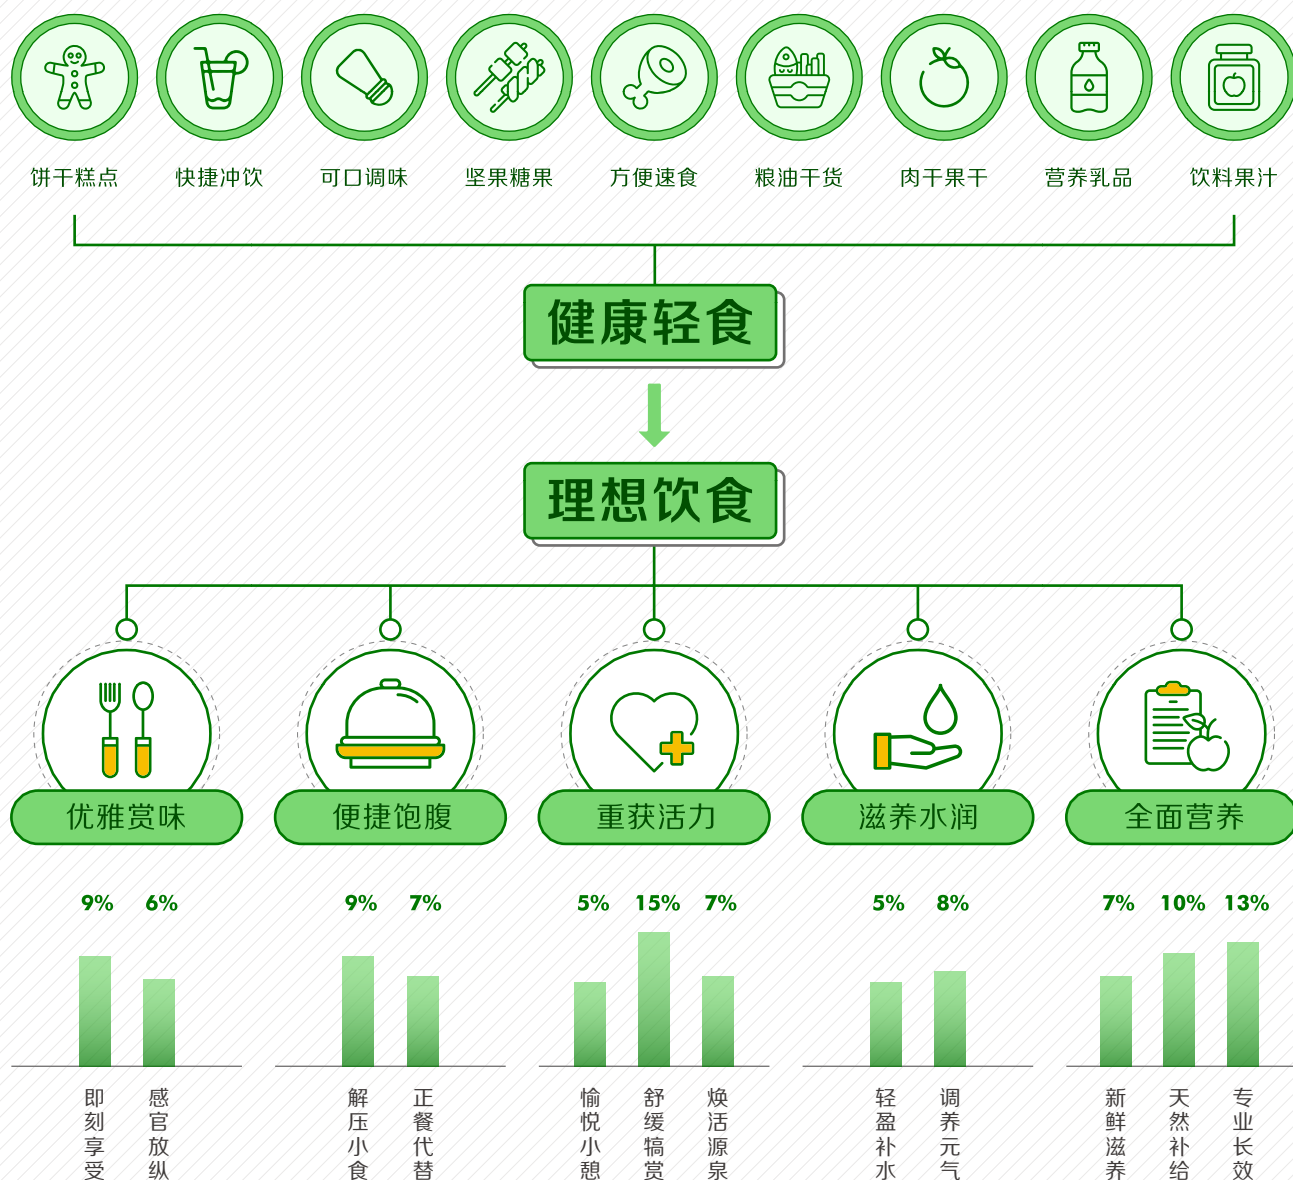 饼干糕点
快捷冲饮
可口调味
坚果糖果
方便速食
粮油干货
肉干果干
营养乳品
饮料果汁
健康轻食
理想饮食
优雅赏味
便捷饱腹
重获活力
滋养水润
全面营养
9%
6%
9%
7%
5%
15%
7%
5%
8%
7%
10%
13%
即刻享受
感官放纵
解压小食
正餐代替
愉悦小憩
舒缓犒赏
焕活源泉
轻盈补水
调养元气
新鲜滋养
天然补给
专业长效